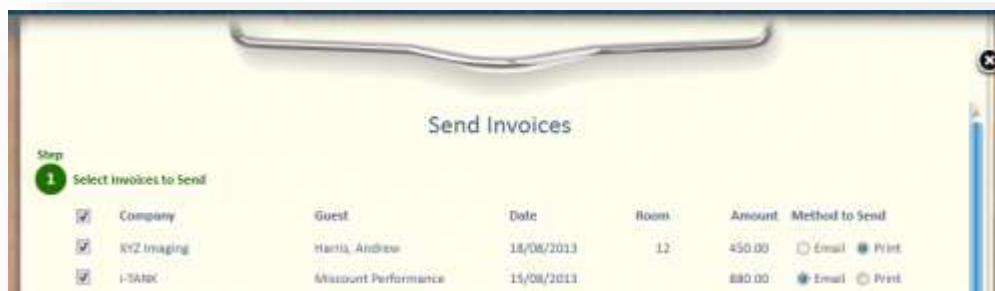 Send Invoices
Step
1 Select Invoices to Send
Company Guest Date Room Amount Method to Send
XYZ Imaging Harris, Andrew 18/08/2013 12 450.00 Email Print
I-TANK Miscount Performance 15/08/2013 880.00 Email Print